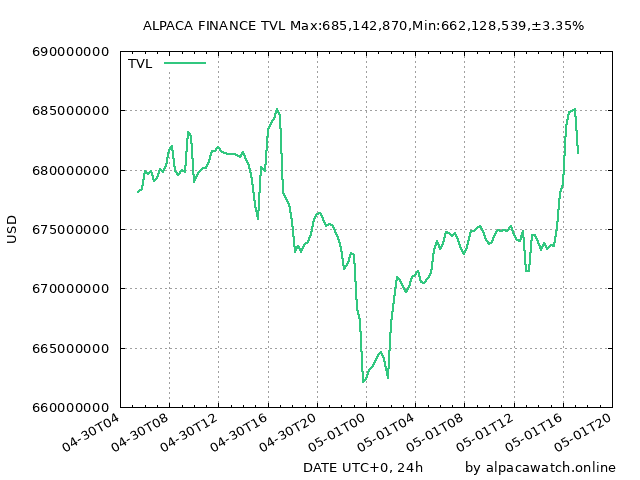 ALPACA FINANCE TVL Max:685,142,870,Min:662,128,539,±3.35%
690000000
TVL
685000000
680000000
675000000
670000000
665000000
660000000
USD
04-30T04
04-30T08
04-30T12
04-30T16
04-30T20
05-01T00
05-01T04
05-01T08
05-01T12
05-01T16
05-01T20
DATE UTC+0, 24h
by alpacawatch.online